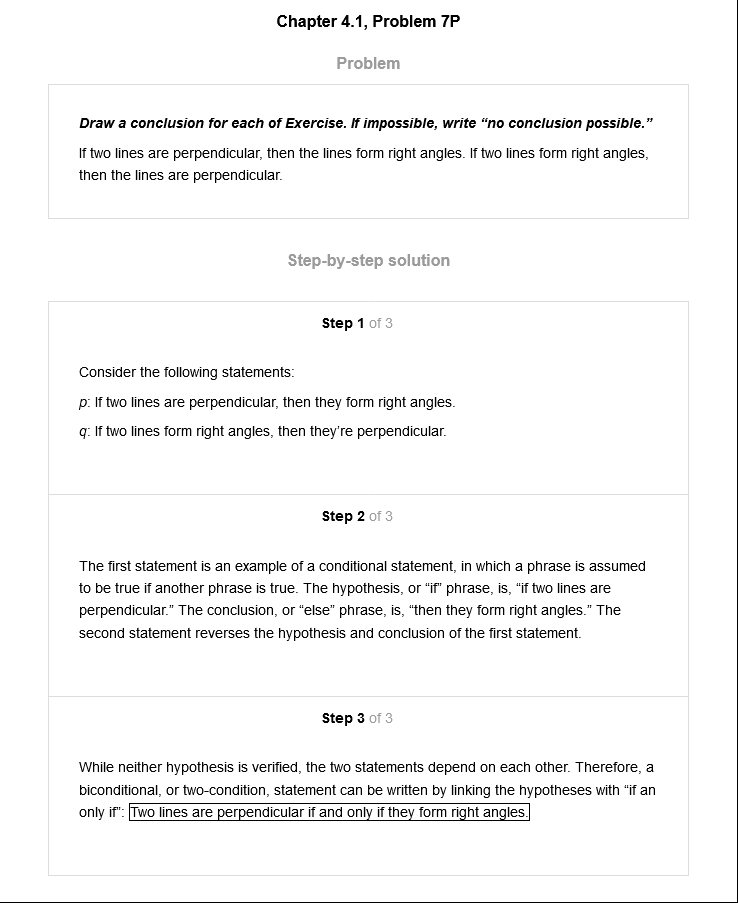 Chapter 4.1, Problem 7P
Problem
Draw a conclusion for each of Exercise. If impossible, write “no conclusion possible.”
If two lines are perpendicular, then the lines form right angles. If two lines form right angles,
then the lines are perpendicular.
Step-by-step solution
Step 1 of 3
Consider the following statements:
p: If two lines are perpendicular, then they form right angles.
q: If two lines form right angles, then they’re perpendicular.
Step 2 of 3
The first statement is an example of a conditional statement, in which a phrase is assumed
to be true if another phrase is true. The hypothesis, or “if” phrase, is, “if two lines are
perpendicular.” The conclusion, or “else” phrase, is, “then they form right angles.” The
second statement reverses the hypothesis and conclusion of the first statement.
Step 3 of 3
While neither hypothesis is verified, the two statements depend on each other. Therefore, a
biconditional, or two-condition, statement can be written by linking the hypotheses with “if an
only if”: Two lines are perpendicular if and only if they form right angles.